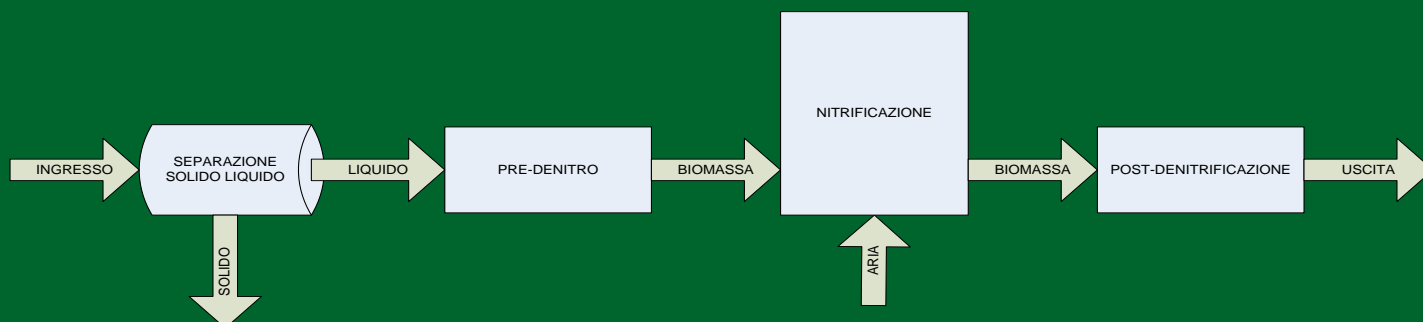 INGRESSO
SEPARAZIONE
SOLIDO LIQUIDO
LIQUIDO
PRE-DENITRO
BIOMASSA
NITRIFICAZIONE
BIOMASSA
POST-DENITRIFICAZIONE
USCITA
SOLIDO
ARIA